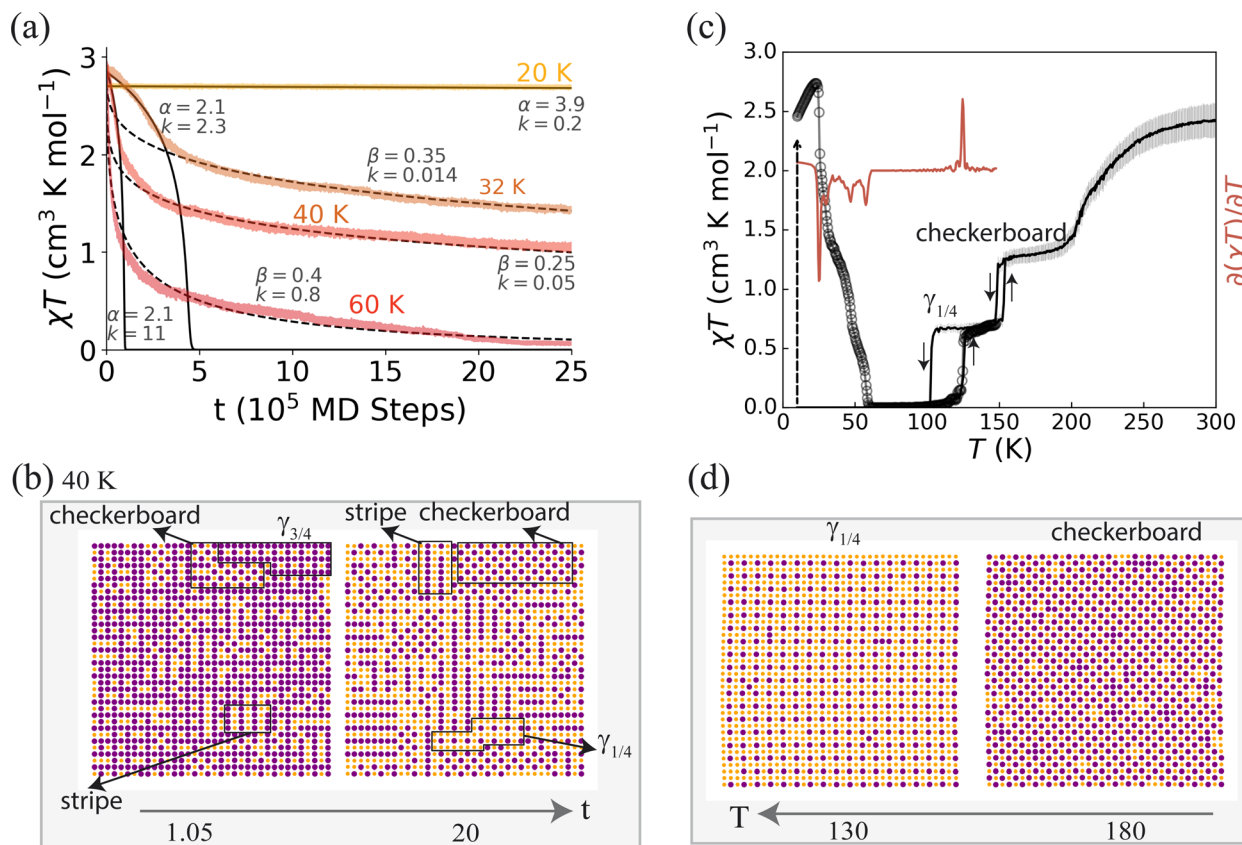 (a)
χT (cm³ K mol⁻¹)
3
2
1
0
20 K
α = 2.1
k = 2.3
α = 3.9
k = 0.2
β = 0.35
k = 0.014
32 K
40 K
β = 0.25
k = 0.05
β = 0.4
k = 0.8
60 K
α = 2.1
k = 11
0 5 10 15 20 25
t (10⁵ MD Steps)
(c)
χT (cm³ K mol⁻¹)
3.0
2.5
2.0
1.5
1.0
0.5
0.0
checkerboard
γ1/4
∂(χT)/∂T
0 50 100 150 200 250 300
T (K)
(b) 40 K
checkerboard
γ3/4
stripe
stripe checkerboard
γ1/4
t
1.05 20
(d)
γ1/4 checkerboard
T
130 180